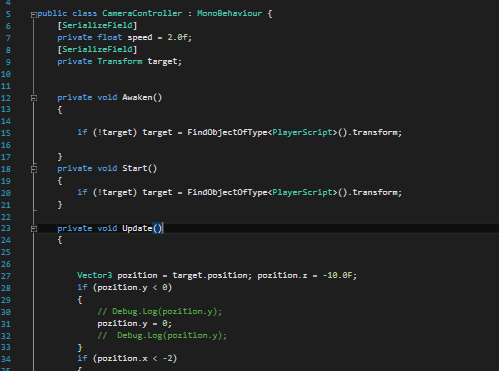 4
5 public class CameraController : MonoBehaviour {
6 [SerializeField]
7 private float speed = 2.0f;
8 [SerializeField]
9 private Transform target;
10
11
12 private void Awaken()
13 {
14
15 if (!target) target = FindObjectOfType<PlayerScript>().transform;
16
17 }
18 private void Start()
19 {
20 if (!target) target = FindObjectOfType<PlayerScript>().transform;
21 }
22
23 private void Update()
24 {
25
26
27 Vector3 pozition = target.position; pozition.z = -10.0F;
28 if (pozition.y < 0)
29 {
30 // Debug.Log(pozition.y);
31 pozition.y = 0;
32 //  Debug.Log(pozition.y);
33 }
34 if (pozition.x < -2)
35 {